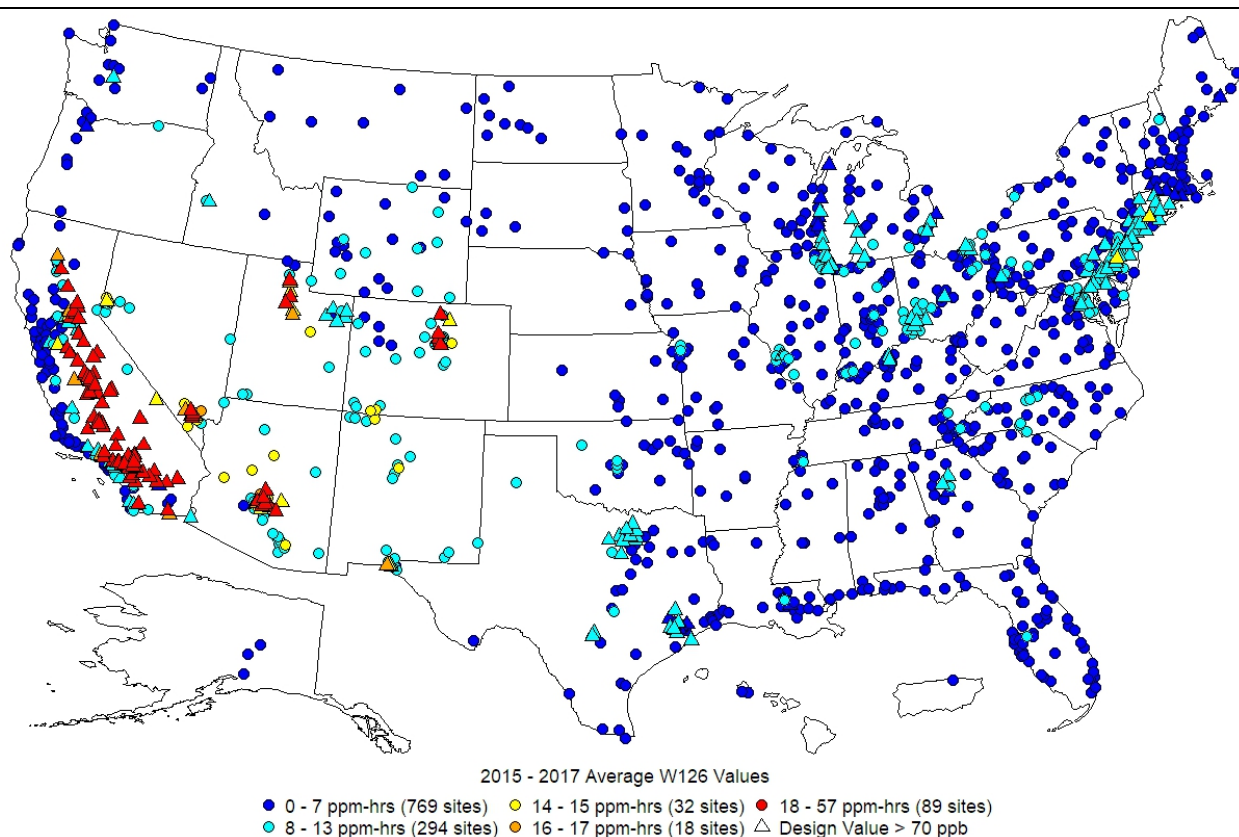 2015 - 2017 Average W126 Values
0 - 7 ppm-hrs (769 sites) 14 - 15 ppm-hrs (32 sites) 18 - 57 ppm-hrs (89 sites)
8 - 13 ppm-hrs (294 sites) 16 - 17 ppm-hrs (18 sites) Design Value > 70 ppb